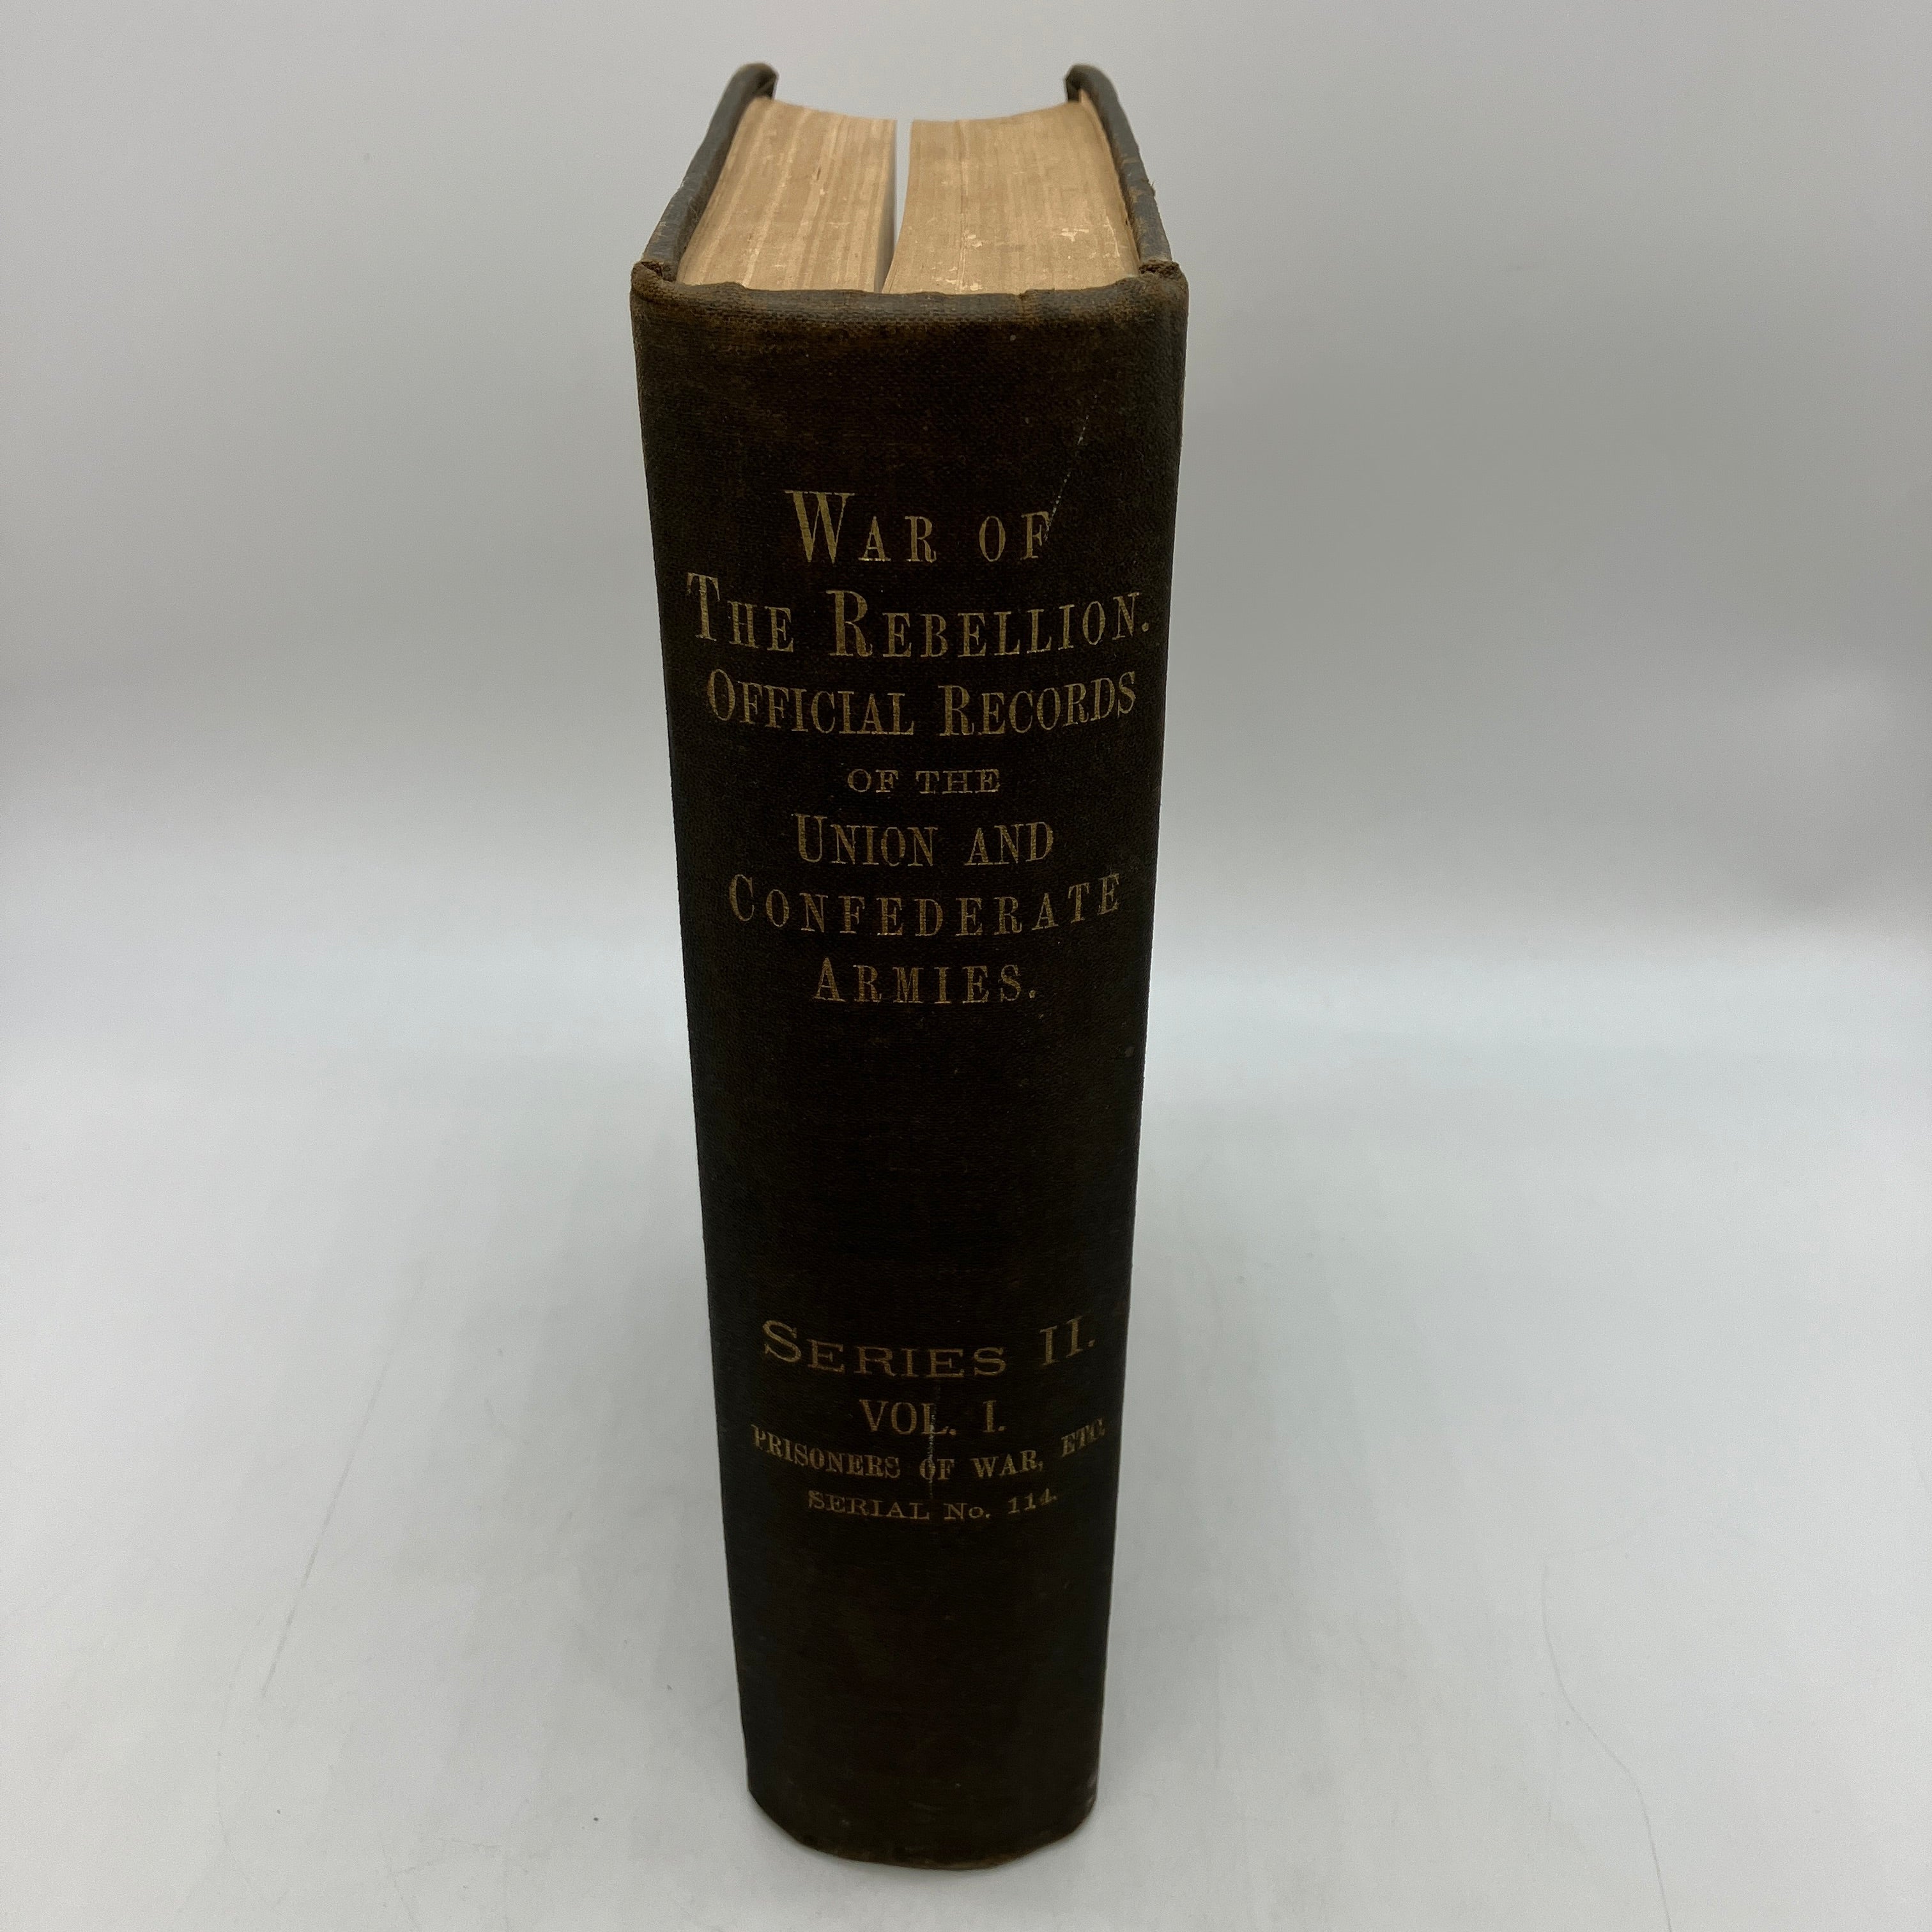 WAR OF
THE REBELLION.
OFFICIAL RECORDS
OF THE
UNION AND
CONFEDERATE
ARMIES.
SERIES II.
VOL. I.
PRISONERS OF WAR, ETC.
SERIAL No. 114.